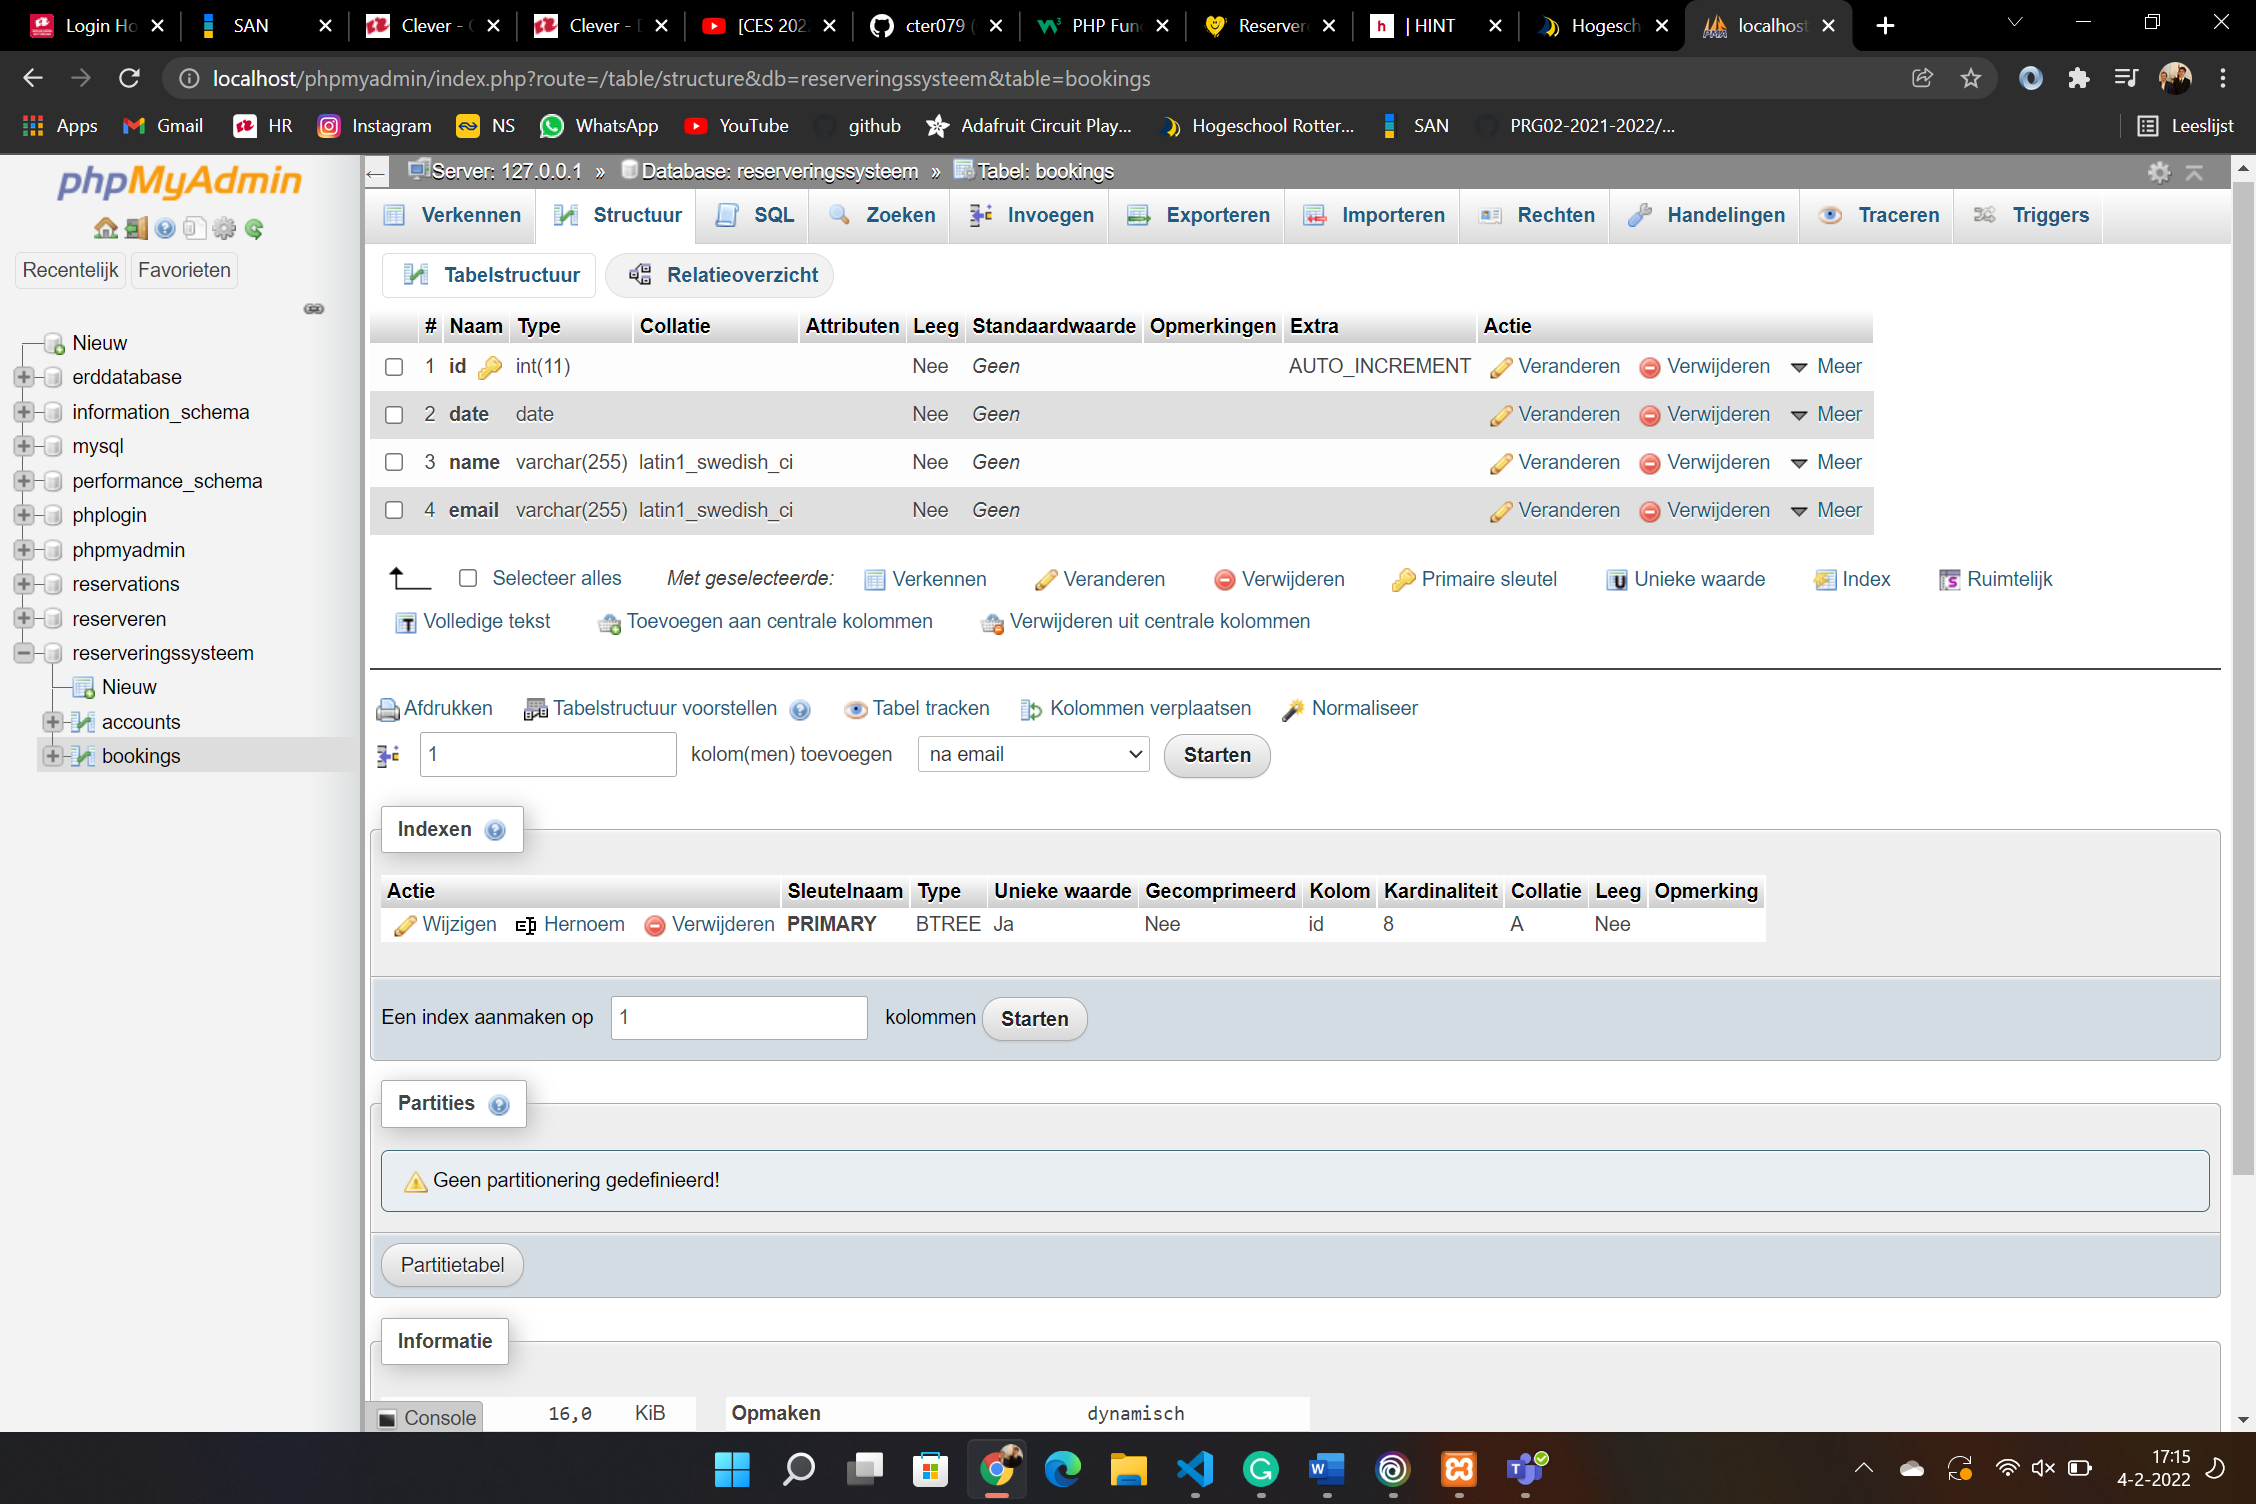 Login Ho
SAN
Clever - C
Clever - D
[CES 202
cter079 (
PHP Fun
Reserver
| HINT
Hogesch
localhost
localhost/phpmyadmin/index.php?route=/table/structure&db=reserveringssysteem&table=bookings
Apps Gmail HR Instagram NS WhatsApp YouTube github Adafruit Circuit Play... Hogeschool Rotter... SAN PRG02-2021-2022/... Leeslijst
phpMyAdmin
Recentelijk Favorieten
Nieuw
erddatabase
information_schema
mysql
performance_schema
phplogin
phpmyadmin
reservations
reserveren
reserveringssysteem
Nieuw
accounts
bookings
Server: 127.0.0.1 » Database: reserveringssysteem » Tabel: bookings
Verkennen Structuur SQL Zoeken Invoegen Exporteren Importeren Rechten Handelingen Traceren Triggers
Tabelstructuur Relatieoverzicht
# Naam Type Collatie Attributen Leeg Standaardwaarde Opmerkingen Extra Actie
1 id int(11) Nee Geen AUTO_INCREMENT Veranderen Verwijderen Meer
2 date date Nee Geen Veranderen Verwijderen Meer
3 name varchar(255) latin1_swedish_ci Nee Geen Veranderen Verwijderen Meer
4 email varchar(255) latin1_swedish_ci Nee Geen Veranderen Verwijderen Meer
Selecteer alles Met geselecteerde: Verkennen Veranderen Verwijderen Primaire sleutel Unieke waarde Index Ruimtelijk
Volledige tekst Toevoegen aan centrale kolommen Verwijderen uit centrale kolommen
Afdrukken Tabelstructuur voorstellen Tabel tracken Kolommen verplaatsen Normaliseer
1 kolom(men) toevoegen na email Starten
Indexen
Actie Sleutelnaam Type Unieke waarde Gecomprimeerd Kolom Kardinaliteit Collatie Leeg Opmerking
Wijzigen Hernoem Verwijderen PRIMARY BTREE Ja Nee id 8 A Nee
Een index aanmaken op 1 kolommen Starten
Partities
Geen partitionering gedefinieerd!
Partitietabel
Informatie
Console 16,0 KiB Opmaken dynamisch
17:15
4-2-2022